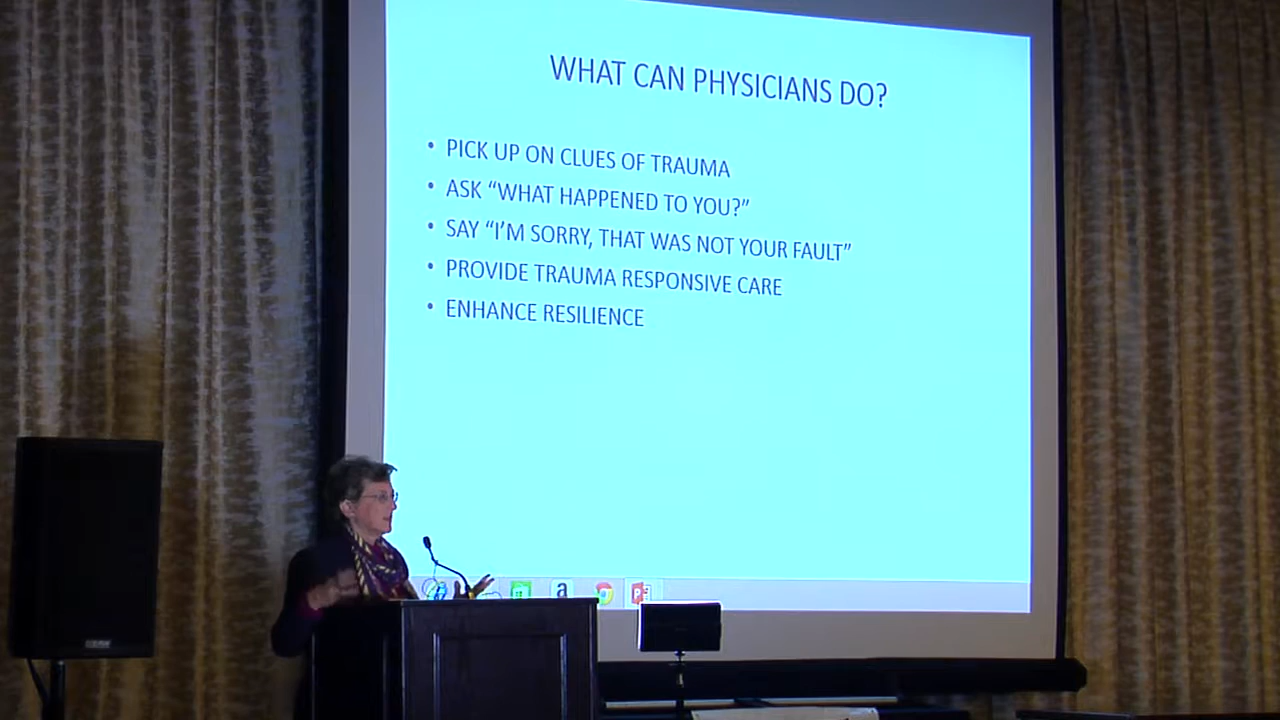 WHAT CAN PHYSICIANS DO?
• PICK UP ON CLUES OF TRAUMA
• ASK “WHAT HAPPENED TO YOU?”
• SAY “I’M SORRY, THAT WAS NOT YOUR FAULT”
• PROVIDE TRAUMA RESPONSIVE CARE
• ENHANCE RESILIENCE
a
P